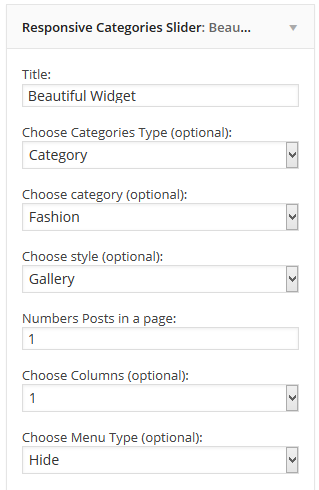 Responsive Categories Slider: Beau...
Title:
Beautiful Widget
Choose Categories Type (optional):
Category
Choose category (optional):
Fashion
Choose style (optional):
Gallery
Numbers Posts in a page:
1
Choose Columns (optional):
1
Choose Menu Type (optional):
Hide